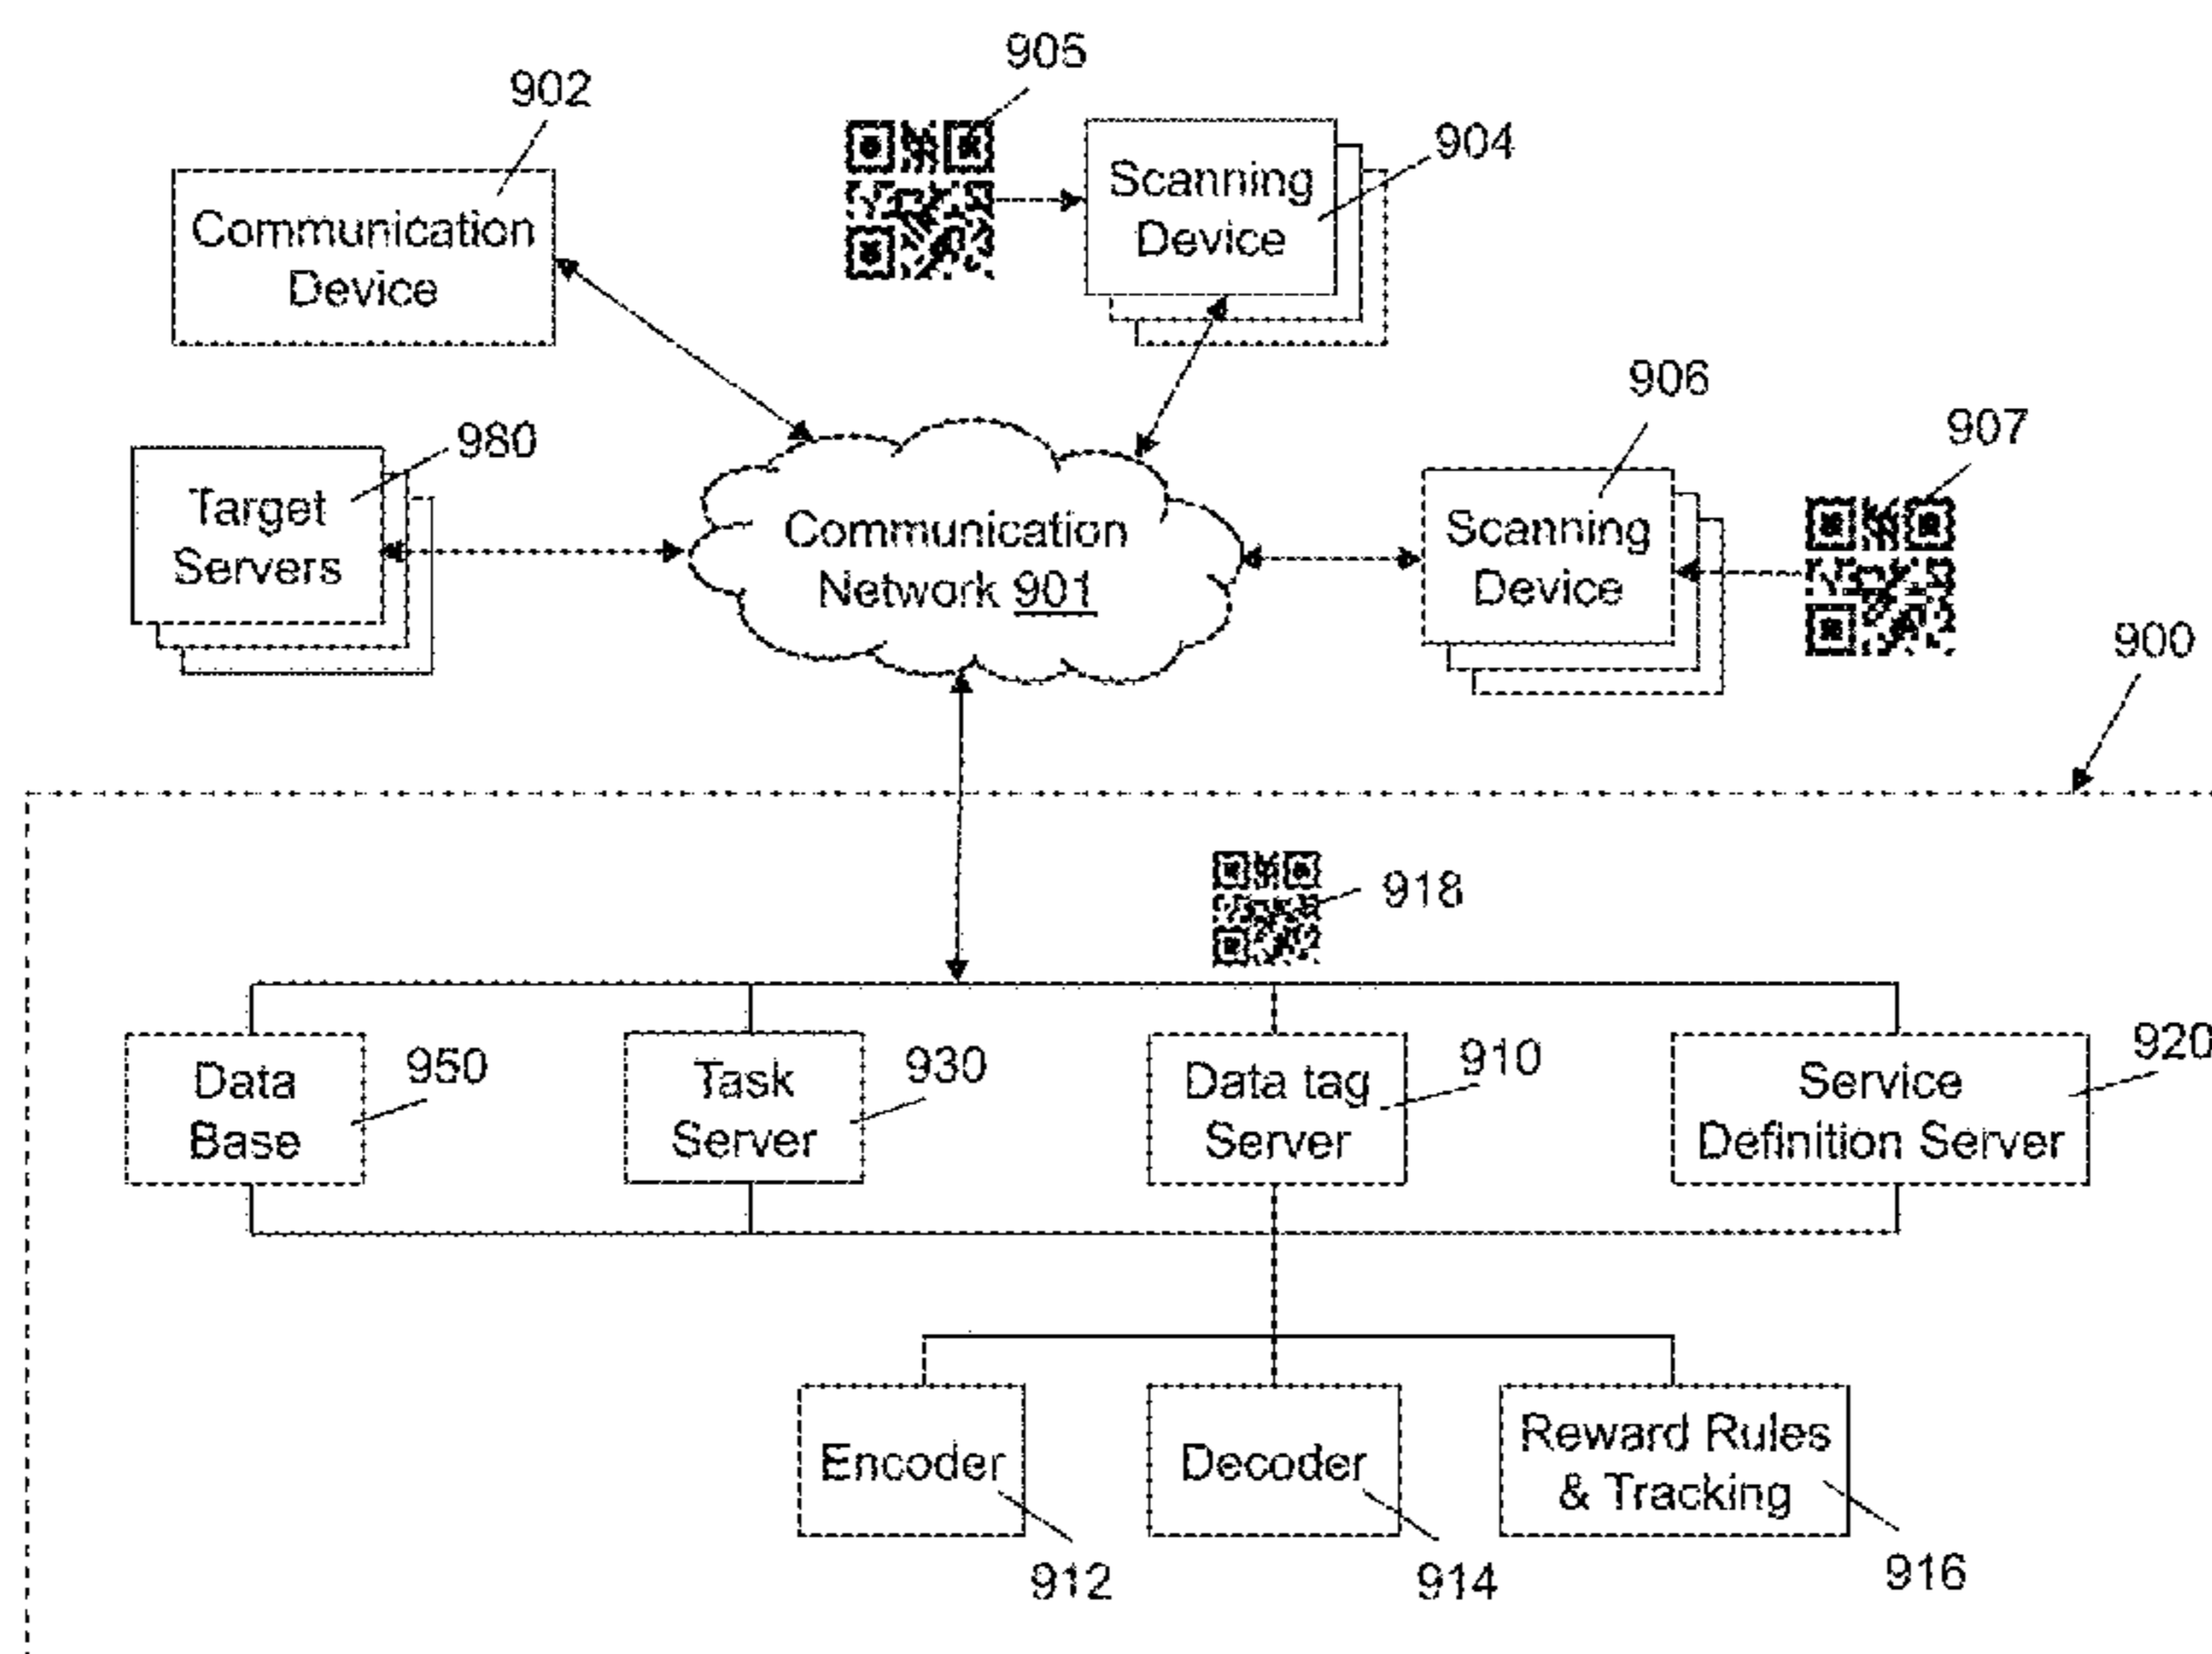 905
902
904
Scanning
Device
Communication
Device
906
907
980
Target
Servers
Communication
Network 901
Scanning
Device
900
918
Data
Base
950
Task
Server
930
Data tag
Server
910
Service
Definition Server
920
Encoder
Decoder
Reward Rules
& Tracking
912
914
916